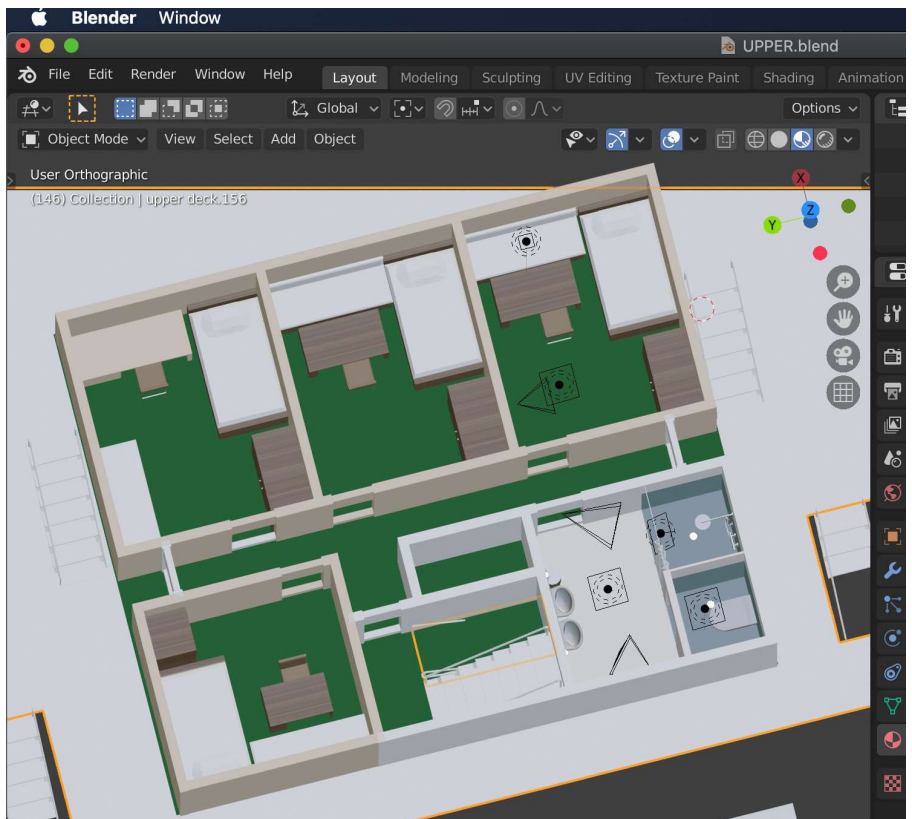 Blender Window
UPPER.blend
File Edit Render Window Help Layout Modeling Sculpting UV Editing Texture Paint Shading Animation
Global Options
Object Mode View Select Add Object
User Orthographic
(146) Collection | upper deck.156
X
Z
Y